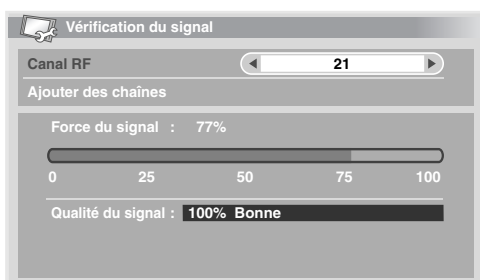 Vérification du signal
Canal RF 21
Ajouter des chaînes
Force du signal : 77%
0 25 50 75 100
Qualité du signal : 100% Bonne